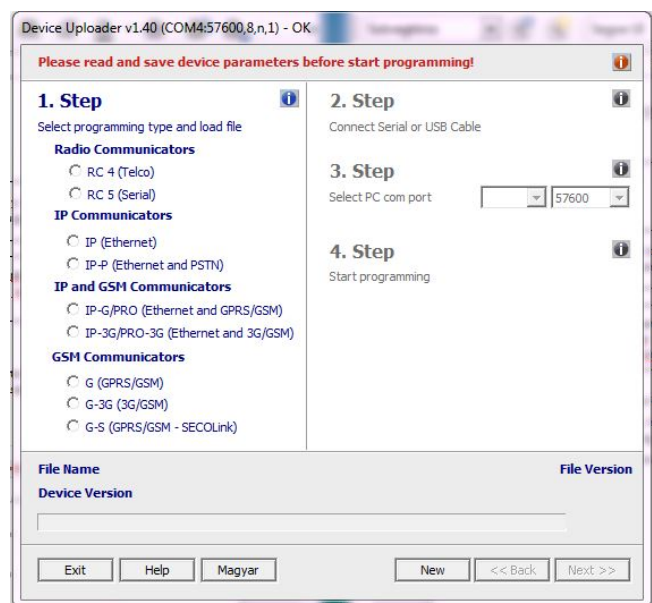 Device Uploader v1.40 (COM4:57600,8,n,1) - OK
Please read and save device parameters before start programming!
1. Step
Select programming type and load file
Radio Communicators
RC 4 (Telco)
RC 5 (Serial)
IP Communicators
IP (Ethernet)
IP-P (Ethernet and PSTN)
IP and GSM Communicators
IP-G/PRO (Ethernet and GPRS/GSM)
IP-3G/PRO-3G (Ethernet and 3G/GSM)
GSM Communicators
G (GPRS/GSM)
G-3G (3G/GSM)
G-S (GPRS/GSM - SECOLink)
2. Step
Connect Serial or USB Cable
3. Step
Select PC com port 57600
4. Step
Start programming
File Name File Version
Device Version
Exit Help Magyar New << Back Next >>